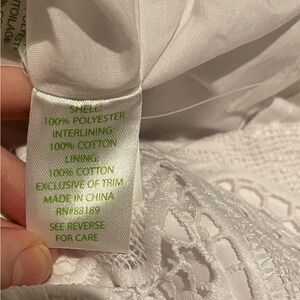 SHELL:
100% POLYESTER
INTERLINING:
100% COTTON
LINING:
100% COTTON
EXCLUSIVE OF TRIM
MADE IN CHINA
RN#88189
SEE REVERSE
FOR CARE